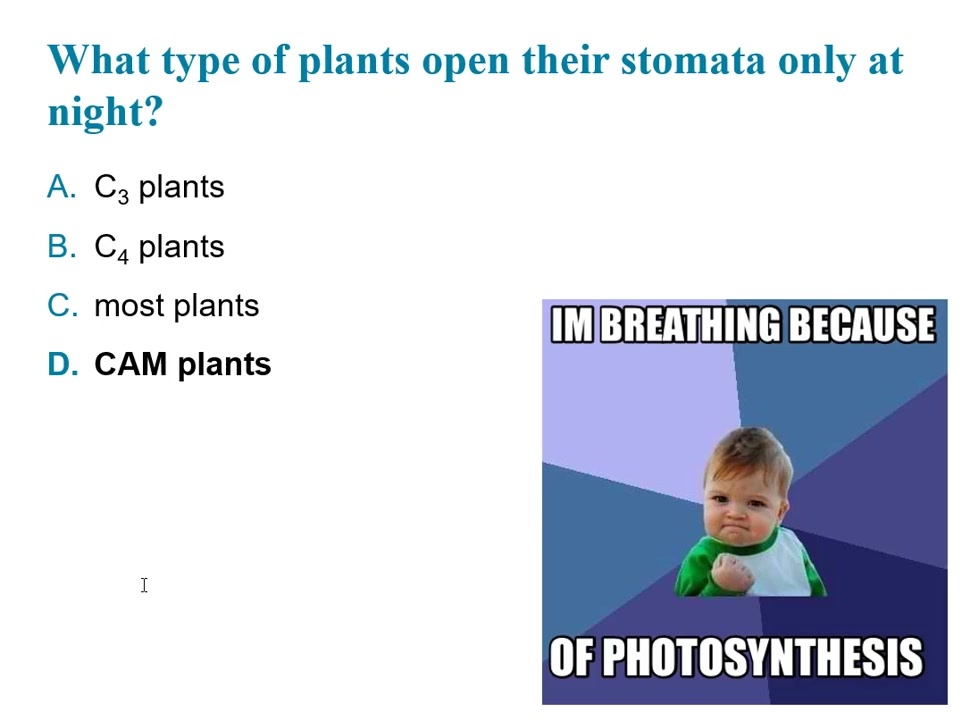 What type of plants open their stomata only at
night?
A. C₃ plants
B. C₄ plants
C. most plants
D. CAM plants
IM BREATHING BECAUSE
OF PHOTOSYNTHESIS